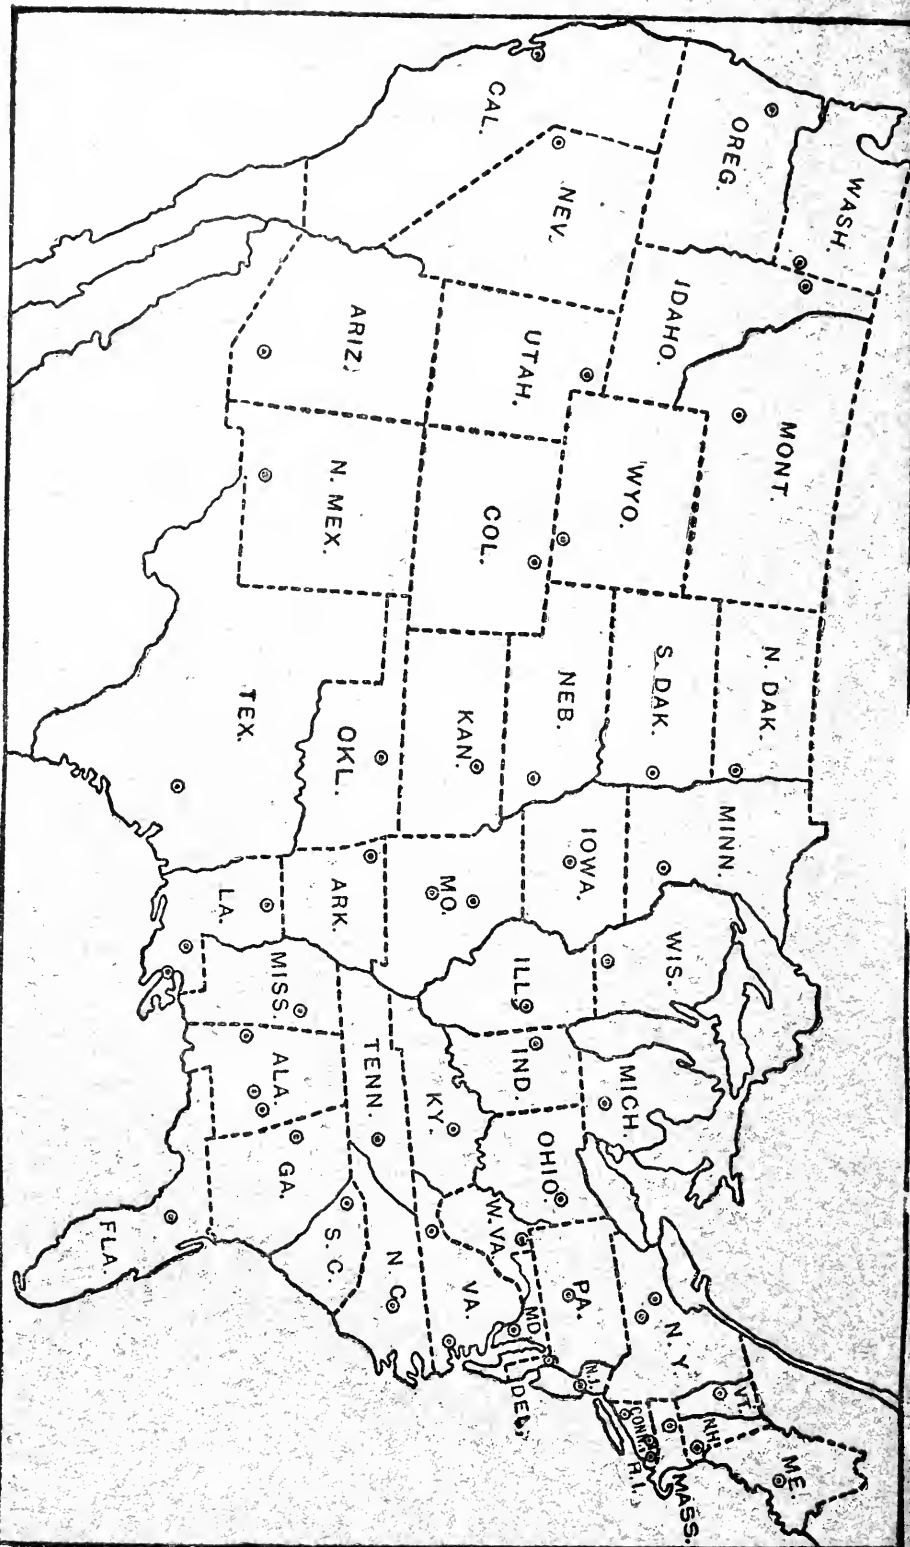 WASH.
OREG.
CAL.
NEV.
IDAHO.
MONT.
WYO.
UTAH.
ARIZ.
COL.
N. MEX.
N. DAK.
S. DAK.
NEB.
KAN.
OKL.
TEX.
MINN.
IOWA.
MO.
ARK.
LA.
WIS.
ILL.
MISS.
MICH.
IND.
KY.
TENN.
ALA.
OHIO.
GA.
FLA.
W. VA.
VA.
N. C.
S. C.
PA.
MD.
DEL.
N. J.
N. Y.
VT.
N H.
ME.
MASS.
CONN.
R. I.